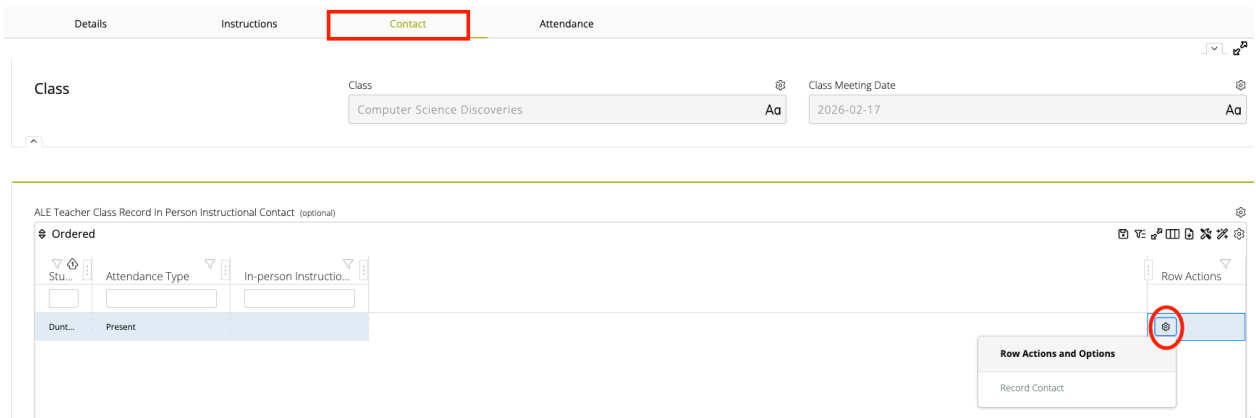 Details Instructions Contact Attendance
Class
Class
Computer Science Discoveries Aa
Class Meeting Date
2026-02-17 Aa
ALE Teacher Class Record In Person Instructional Contact (optional)
Ordered
Stu... Attendance Type In-person Instructio... Row Actions
Dunt... Present
Row Actions and Options
Record Contact